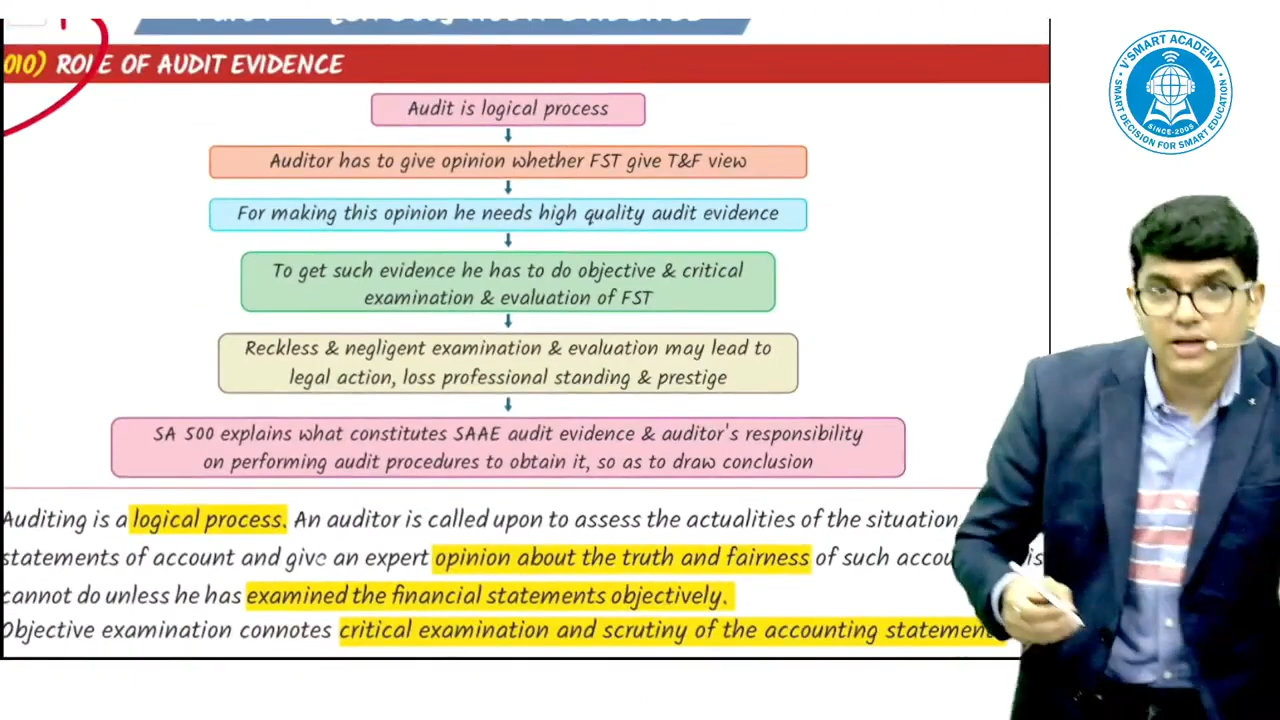 010) ROLE OF AUDIT EVIDENCE
Audit is logical process
Auditor has to give opinion whether FST give T&F view
For making this opinion he needs high quality audit evidence
To get such evidence he has to do objective & critical
examination & evaluation of FST
Reckless & negligent examination & evaluation may lead to
legal action, loss professional standing & prestige
SA 500 explains what constitutes SAAE audit evidence & auditor's responsibility
on performing audit procedures to obtain it, so as to draw conclusion
Auditing is a logical process. An auditor is called upon to assess the actualities of the situation
statements of account and give an expert opinion about the truth and fairness of such
cannot do unless he has examined the financial statements objectively.
Objective examination connotes critical examination and scrutiny of the accounting
V'SMART ACADEMY
SINCE-2005
SMART DECISION FOR SMART EDUCATION